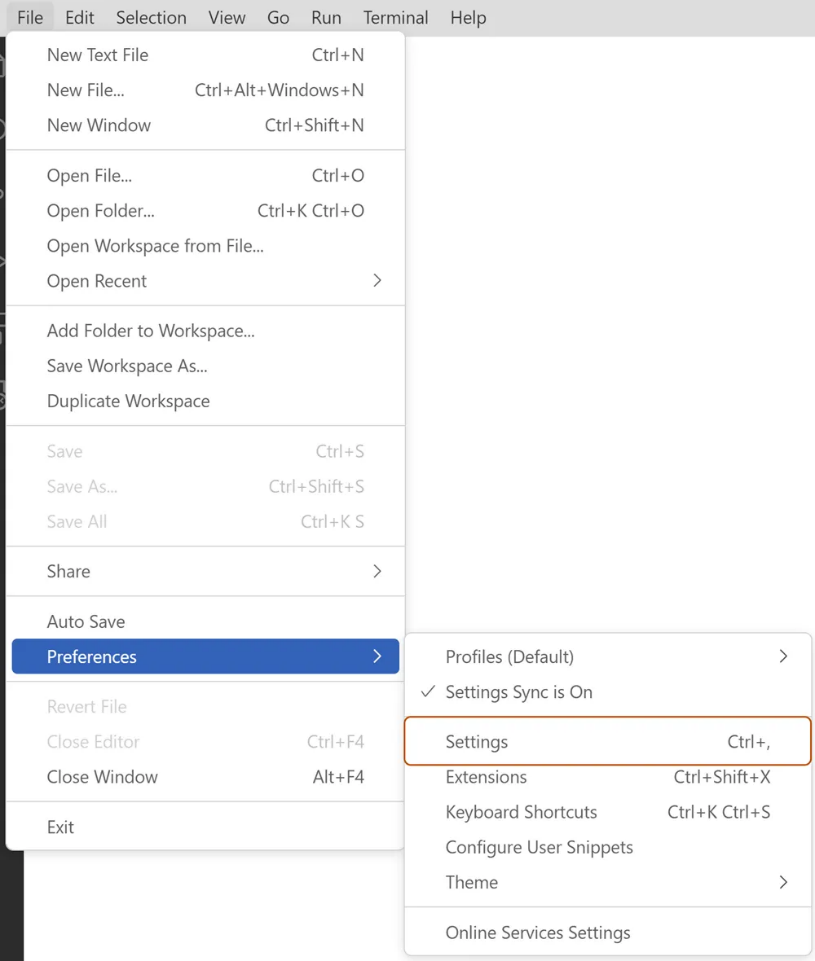 File Edit Selection View Go Run Terminal Help
New Text File Ctrl+N
New File... Ctrl+Alt+Windows+N
New Window Ctrl+Shift+N
Open File... Ctrl+O
Open Folder... Ctrl+K Ctrl+O
Open Workspace from File...
Open Recent
Add Folder to Workspace...
Save Workspace As...
Duplicate Workspace
Save Ctrl+S
Save As... Ctrl+Shift+S
Save All Ctrl+K S
Share
Auto Save
Preferences
Revert File
Close Editor Ctrl+F4
Close Window Alt+F4
Exit
Profiles (Default)
Settings Sync is On
Settings Ctrl+,
Extensions Ctrl+Shift+X
Keyboard Shortcuts Ctrl+K Ctrl+S
Configure User Snippets
Theme
Online Services Settings